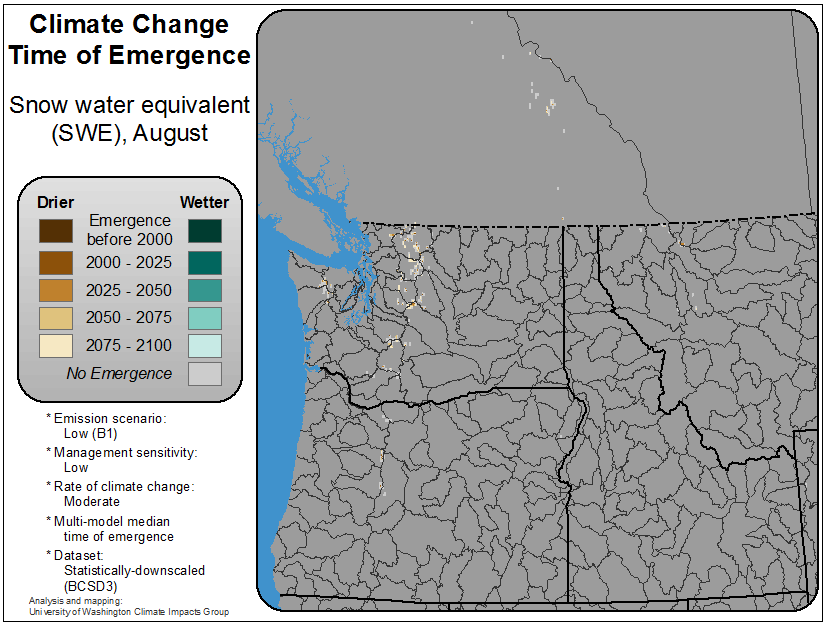 Climate Change
Time of Emergence
Snow water equivalent
(SWE), August
Drier
Wetter
Emergence
before 2000
2000 - 2025
2025 - 2050
2050 - 2075
2075 - 2100
No Emergence
* Emission scenario:
Low (B1)
* Management sensitivity:
Low
* Rate of climate change:
Moderate
* Multi-model median
time of emergence
* Dataset:
Statistically-downscaled
(BCSD3)
Analysis and mapping:
University of Washington Climate Impacts Group